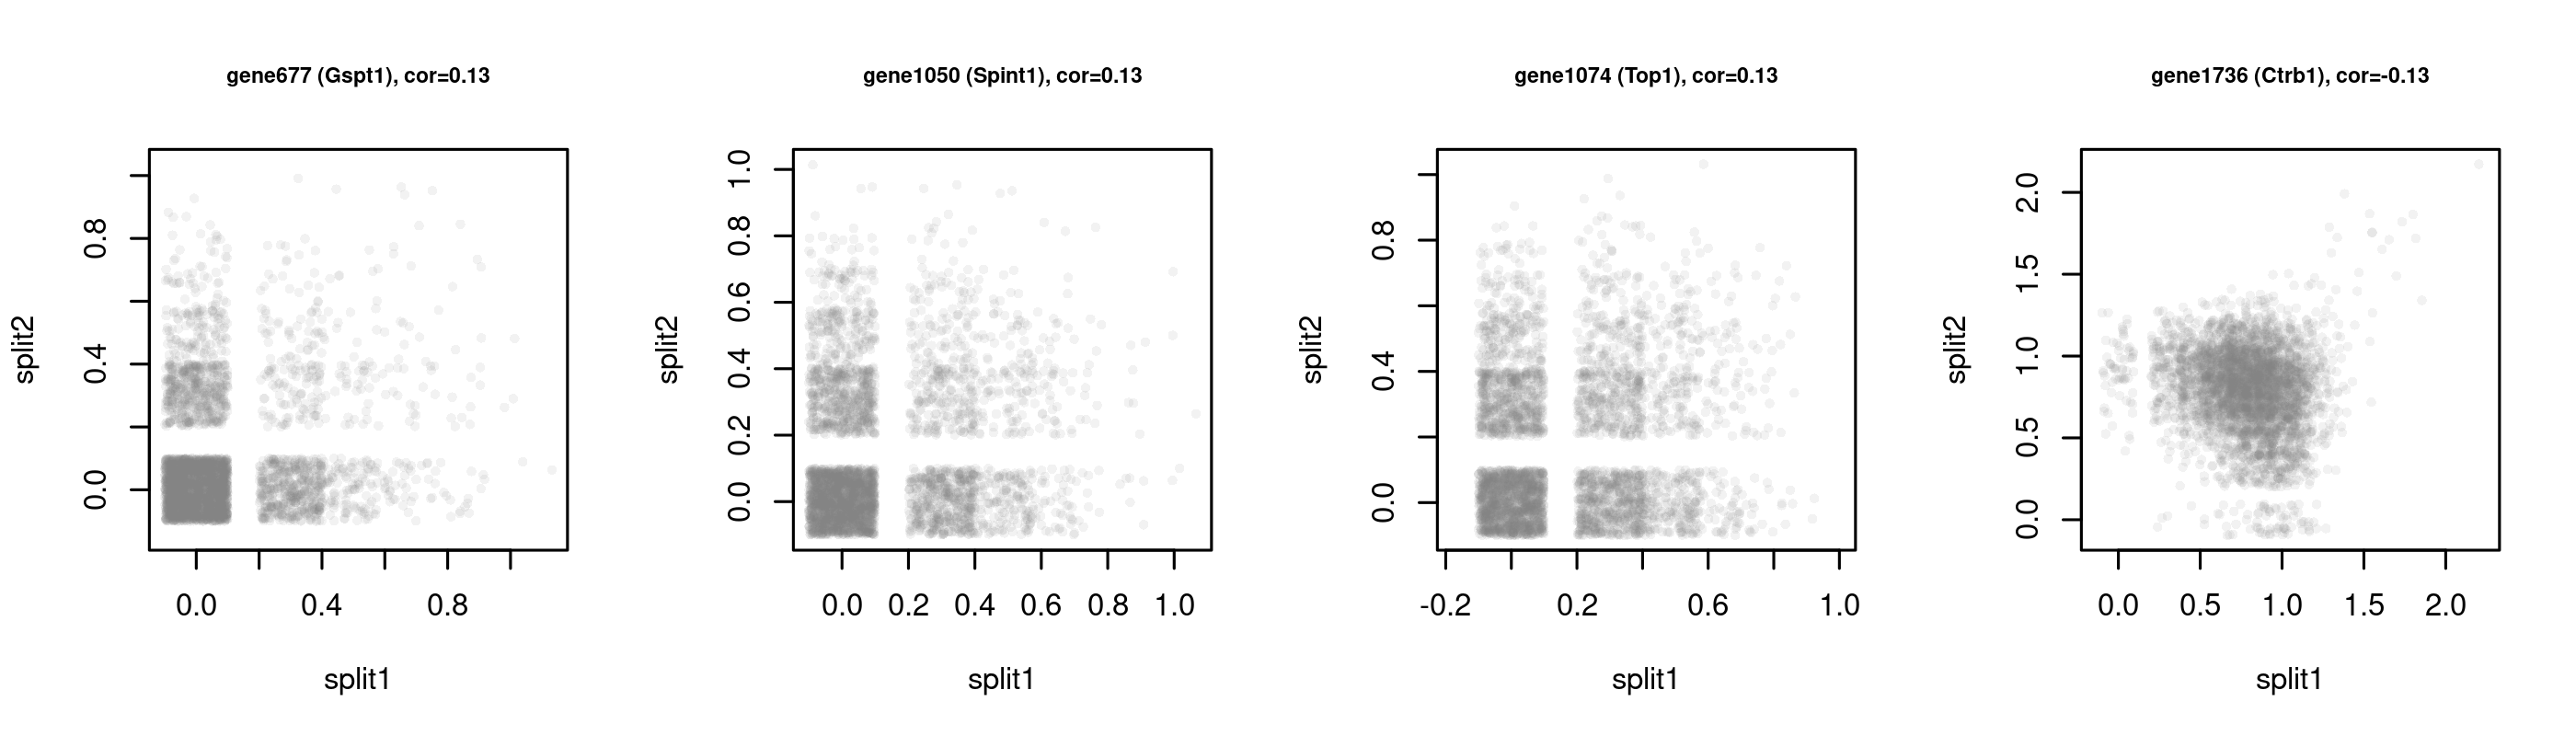 gene677 (Gspt1), cor=0.13
split2
0.0 0.4 0.8
0.0 0.4 0.8
split1
gene1050 (Spint1), cor=0.13
split2
0.0 0.2 0.4 0.6 0.8 1.0
0.0 0.2 0.4 0.6 0.8 1.0
split1
gene1074 (Top1), cor=0.13
split2
0.0 0.4 0.8
-0.2 0.2 0.6 1.0
split1
gene1736 (Ctrb1), cor=-0.13
split2
0.0 0.5 1.0 1.5 2.0
0.0 0.5 1.0 1.5 2.0
split1